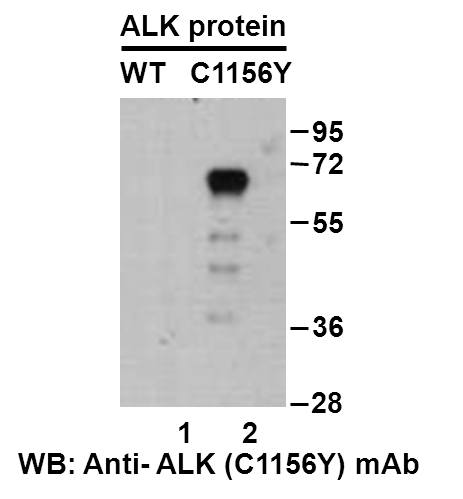 ALK protein
WT C1156Y
–95
–72
–55
–36
–28
1 2
WB: Anti- ALK (C1156Y) mAb